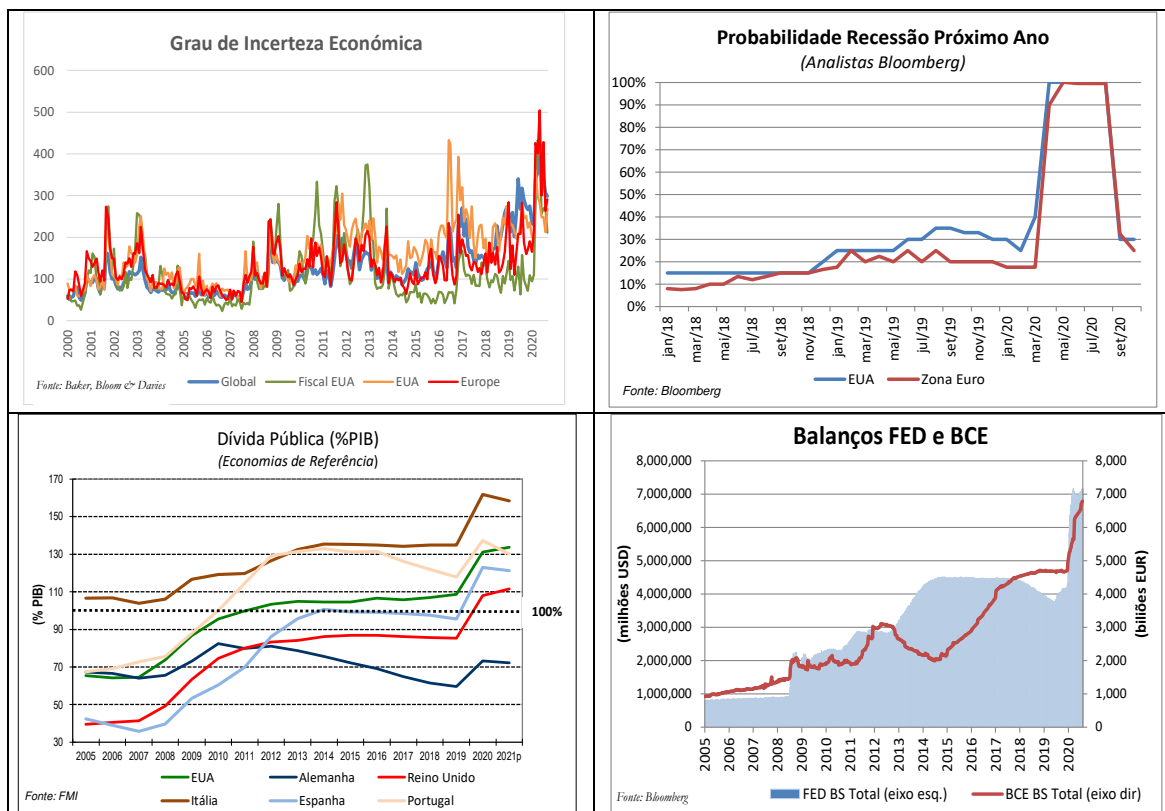 Grau de Incerteza Económica
600
500
400
300
200
100
0
2000
2001
2002
2003
2004
2005
2006
2007
2008
2009
2010
2011
2012
2013
2014
2015
2016
2017
2018
2019
2020
Fonte: Baker, Bloom & Davies
Global
Fiscal EUA
EUA
Europe
Probabilidade Recessão Próximo Ano
(Analistas Bloomberg)
100%
90%
80%
70%
60%
50%
40%
30%
20%
10%
0%
jan/18
mar/18
mai/18
jul/18
set/18
nov/18
jan/19
mar/19
mai/19
jul/19
set/19
nov/19
jan/20
mar/20
mai/20
jul/20
set/20
EUA
Zona Euro
Fonte: Bloomberg
Dívida Pública (%PIB)
(Economias de Referência)
170
150
130
110
90
70
50
30
(% PIB)
100%
2005 2006 2007 2008 2009 2010 2011 2012 2013 2014 2015 2016 2017 2018 2019 2020 2021p
EUA
Alemanha
Reino Unido
Itália
Espanha
Portugal
Fonte: FMI
Balanços FED e BCE
8,000,000
7,000,000
6,000,000
5,000,000
4,000,000
3,000,000
2,000,000
1,000,000
0
(milhões USD)
8,000
7,000
6,000
5,000
4,000
3,000
2,000
1,000
0
(biliões EUR)
2005
2006
2007
2008
2009
2010
2011
2012
2013
2014
2015
2016
2017
2018
2019
2020
Fonte: Bloomberg
FED BS Total (eixo esq.)
BCE BS Total (eixo dir)